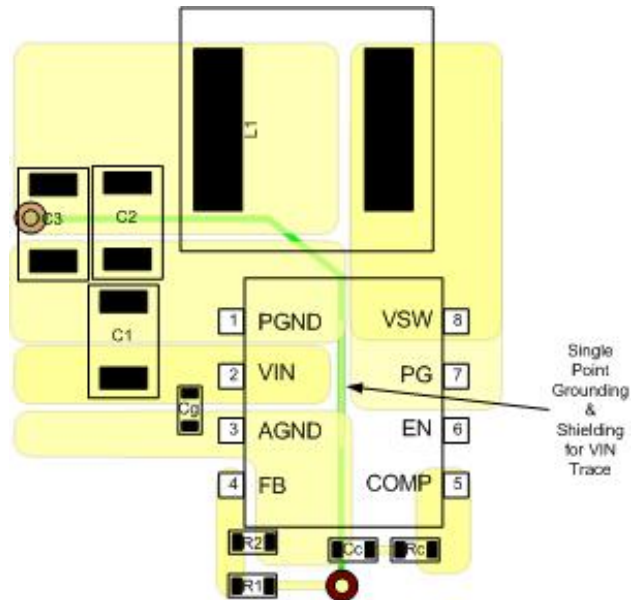 L1
C3
C2
C1
1 PGND VSW 8
2 VIN PG 7
Cg
3 AGND EN 6
4 FB COMP 5
R2
Cc
Rc
R1
Single
Point
Grounding
&
Shielding
for VIN
Trace